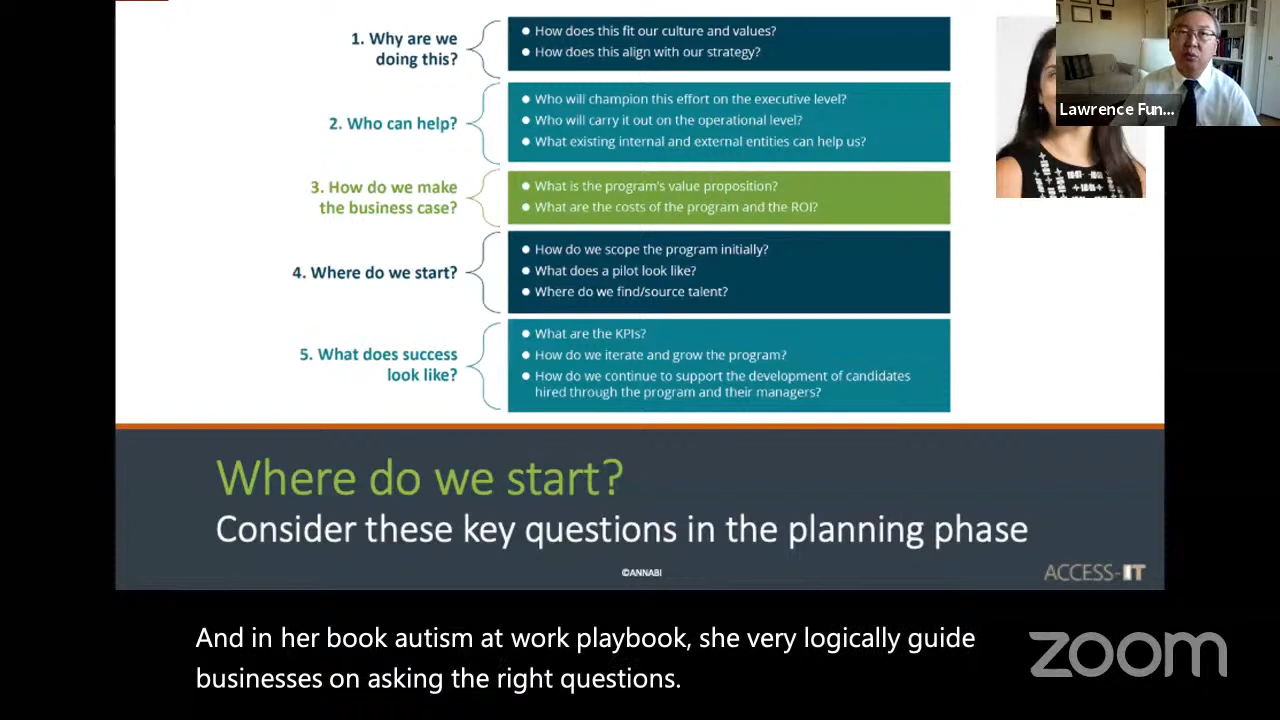 1. Why are we
doing this?
How does this fit our culture and values?
How does this align with our strategy?
2. Who can help?
Who will champion this effort on the executive level?
Who will carry it out on the operational level?
What existing internal and external entities can help us?
3. How do we make
the business case?
What is the program's value proposition?
What are the costs of the program and the ROI?
4. Where do we start?
How do we scope the program initially?
What does a pilot look like?
Where do we find/source talent?
5. What does success
look like?
What are the KPIs?
How do we iterate and grow the program?
How do we continue to support the development of candidates
hired through the program and their managers?
Lawrence Fun...
Where do we start?
Consider these key questions in the planning phase
©ANNABI
ACCESS-IT
And in her book autism at work playbook, she very logically guide
businesses on asking the right questions.
zoom